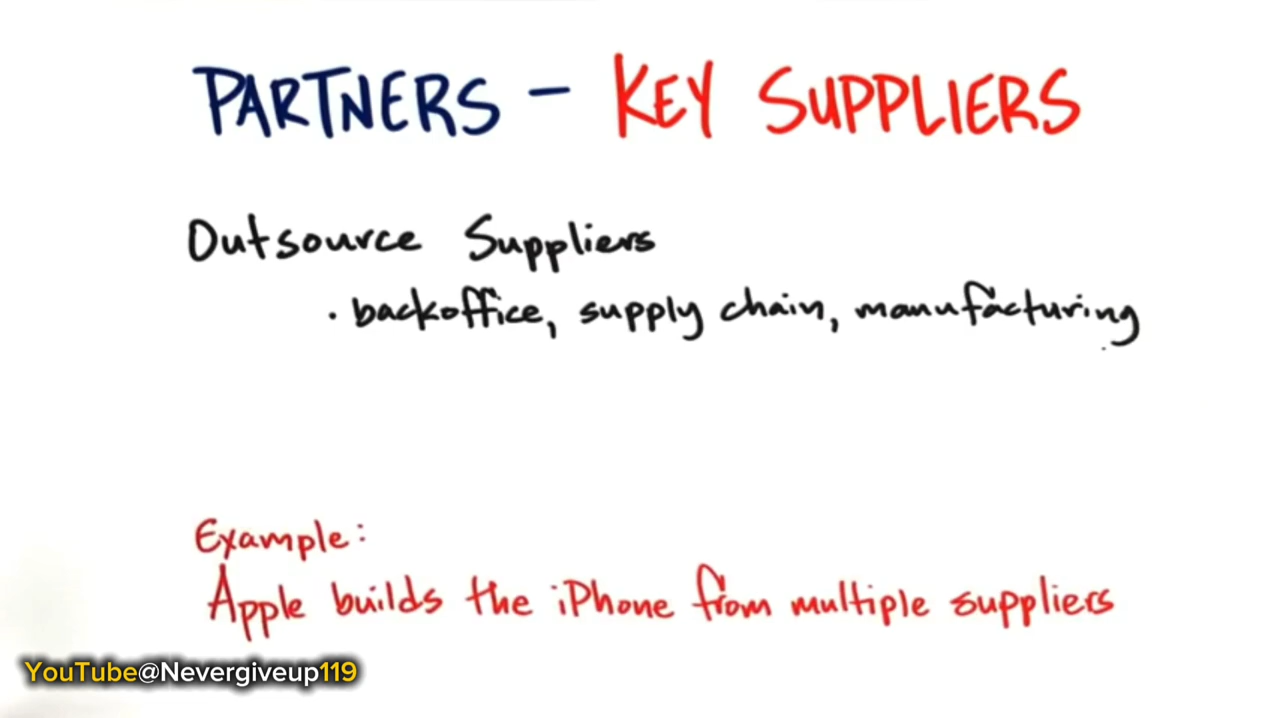 PARTNERS - KEY SUPPLIERS
Outsource Suppliers
· backoffice, supply chain, manufacturing
Example:
Apple builds the iPhone from multiple suppliers
YouTube@Nevergiveup119